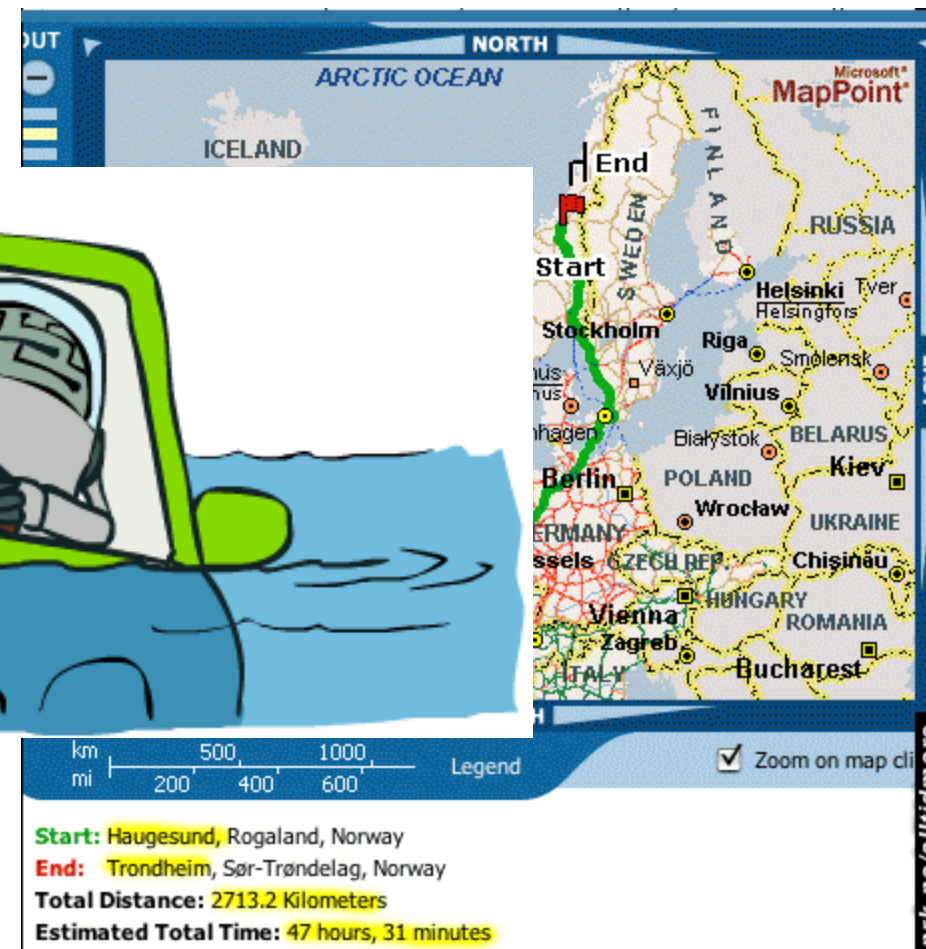 OUT
NORTH
ARCTIC OCEAN
Microsoft®
MapPoint®
ICELAND
End
FINLAND
SWEDEN
RUSSIA
Start
Helsinki
Helsingfors
Tver
Stockholm
Riga
Smolensk
Växjö
Vilnius
hagen
Białystok
BELARUS
Berlin
POLAND
Kiev
Wrocław
ERMANY
UKRAINE
ssels
CZECH REP.
Chişinău
Vienna
HUNGARY
ROMANIA
Zagreb
ITALY
Bucharest
km 500 1000
mi 200 400 600
Legend
Zoom on map cli
Start: Haugesund, Rogaland, Norway
End: Trondheim, Sør-Trøndelag, Norway
Total Distance: 2713.2 Kilometers
Estimated Total Time: 47 hours, 31 minutes